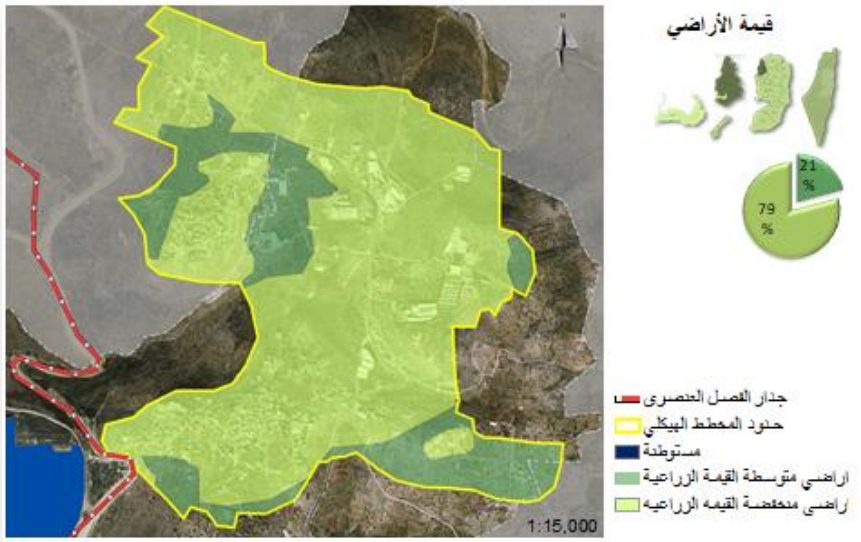 قيمة الأراضي
21
%
79
%
جدار الفصل العنصري
حدود المخطط الهيكلي
مستوطنة
اراضي متوسطة القيمة الزراعية
اراضي منخفضة القيمه الزراعيه
1:15,000